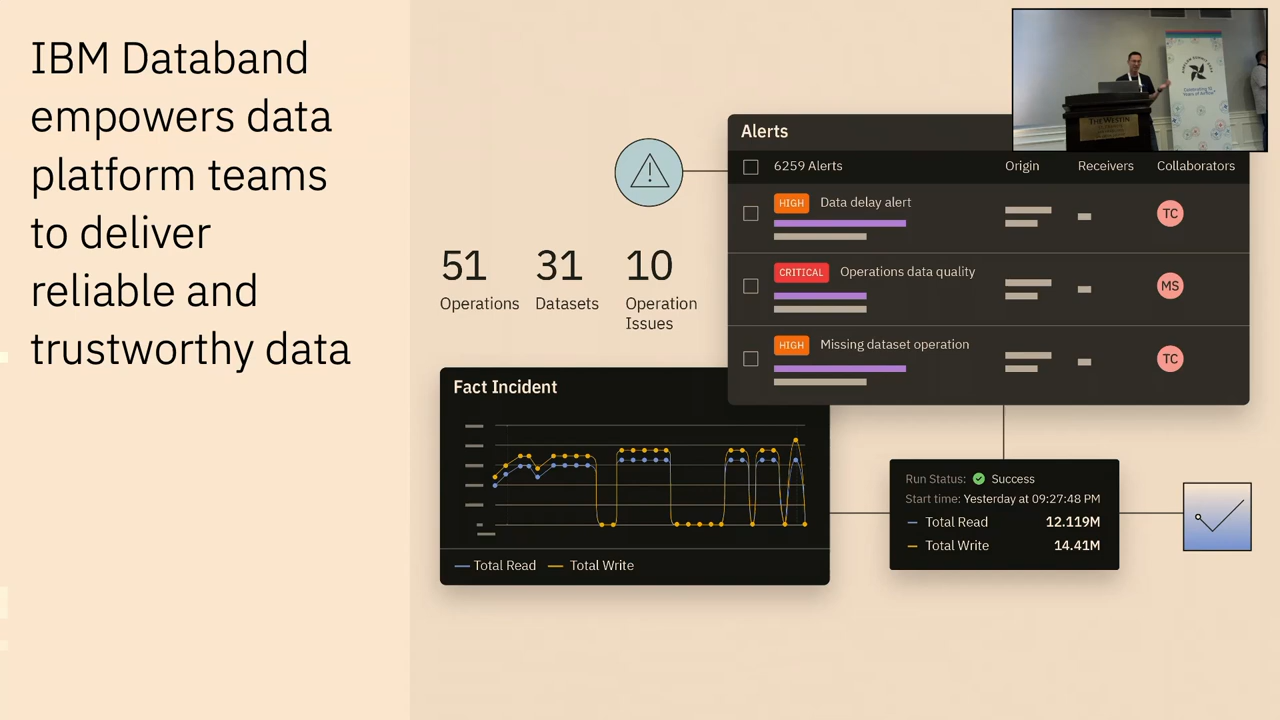 IBM Databand
empowers data
platform teams
to deliver
reliable and
trustworthy data
THE WESTIN
Alerts
6259 Alerts
Origin
Receivers
Collaborators
HIGH
Data delay alert
TC
CRITICAL
Operations data quality
MS
HIGH
Missing dataset operation
TC
51
Operations
31
Datasets
10
Operation
Issues
Fact Incident
Total Read
Total Write
Run Status: Success
Start time: Yesterday at 09:27:48 PM
Total Read 12.119M
Total Write 14.41M